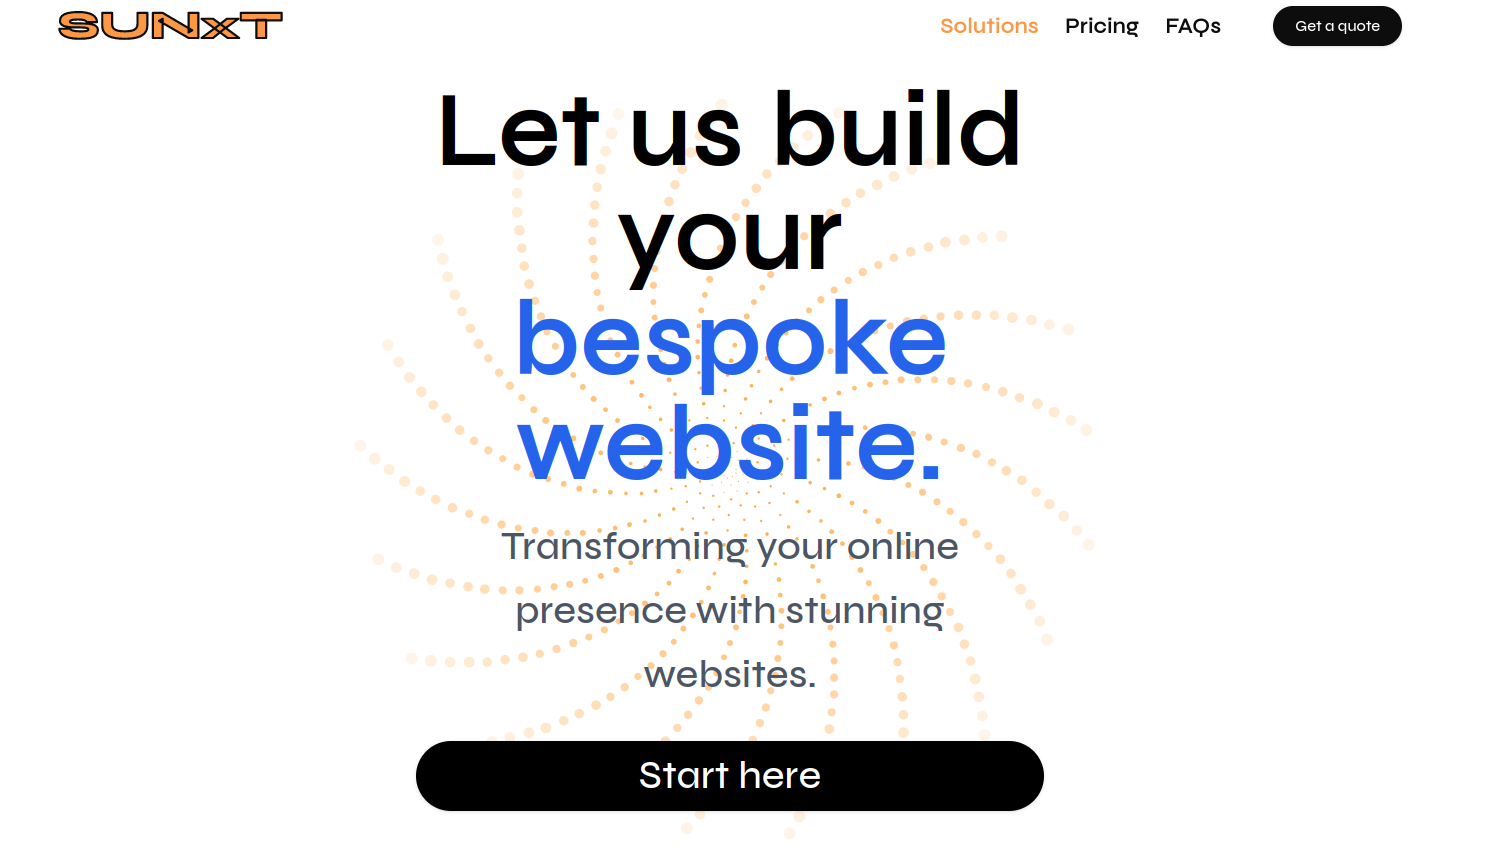 SUNxT
Solutions Pricing FAQs Get a quote
Let us build
your
bespoke
website.
Transforming your online
presence with stunning
websites.
Start here